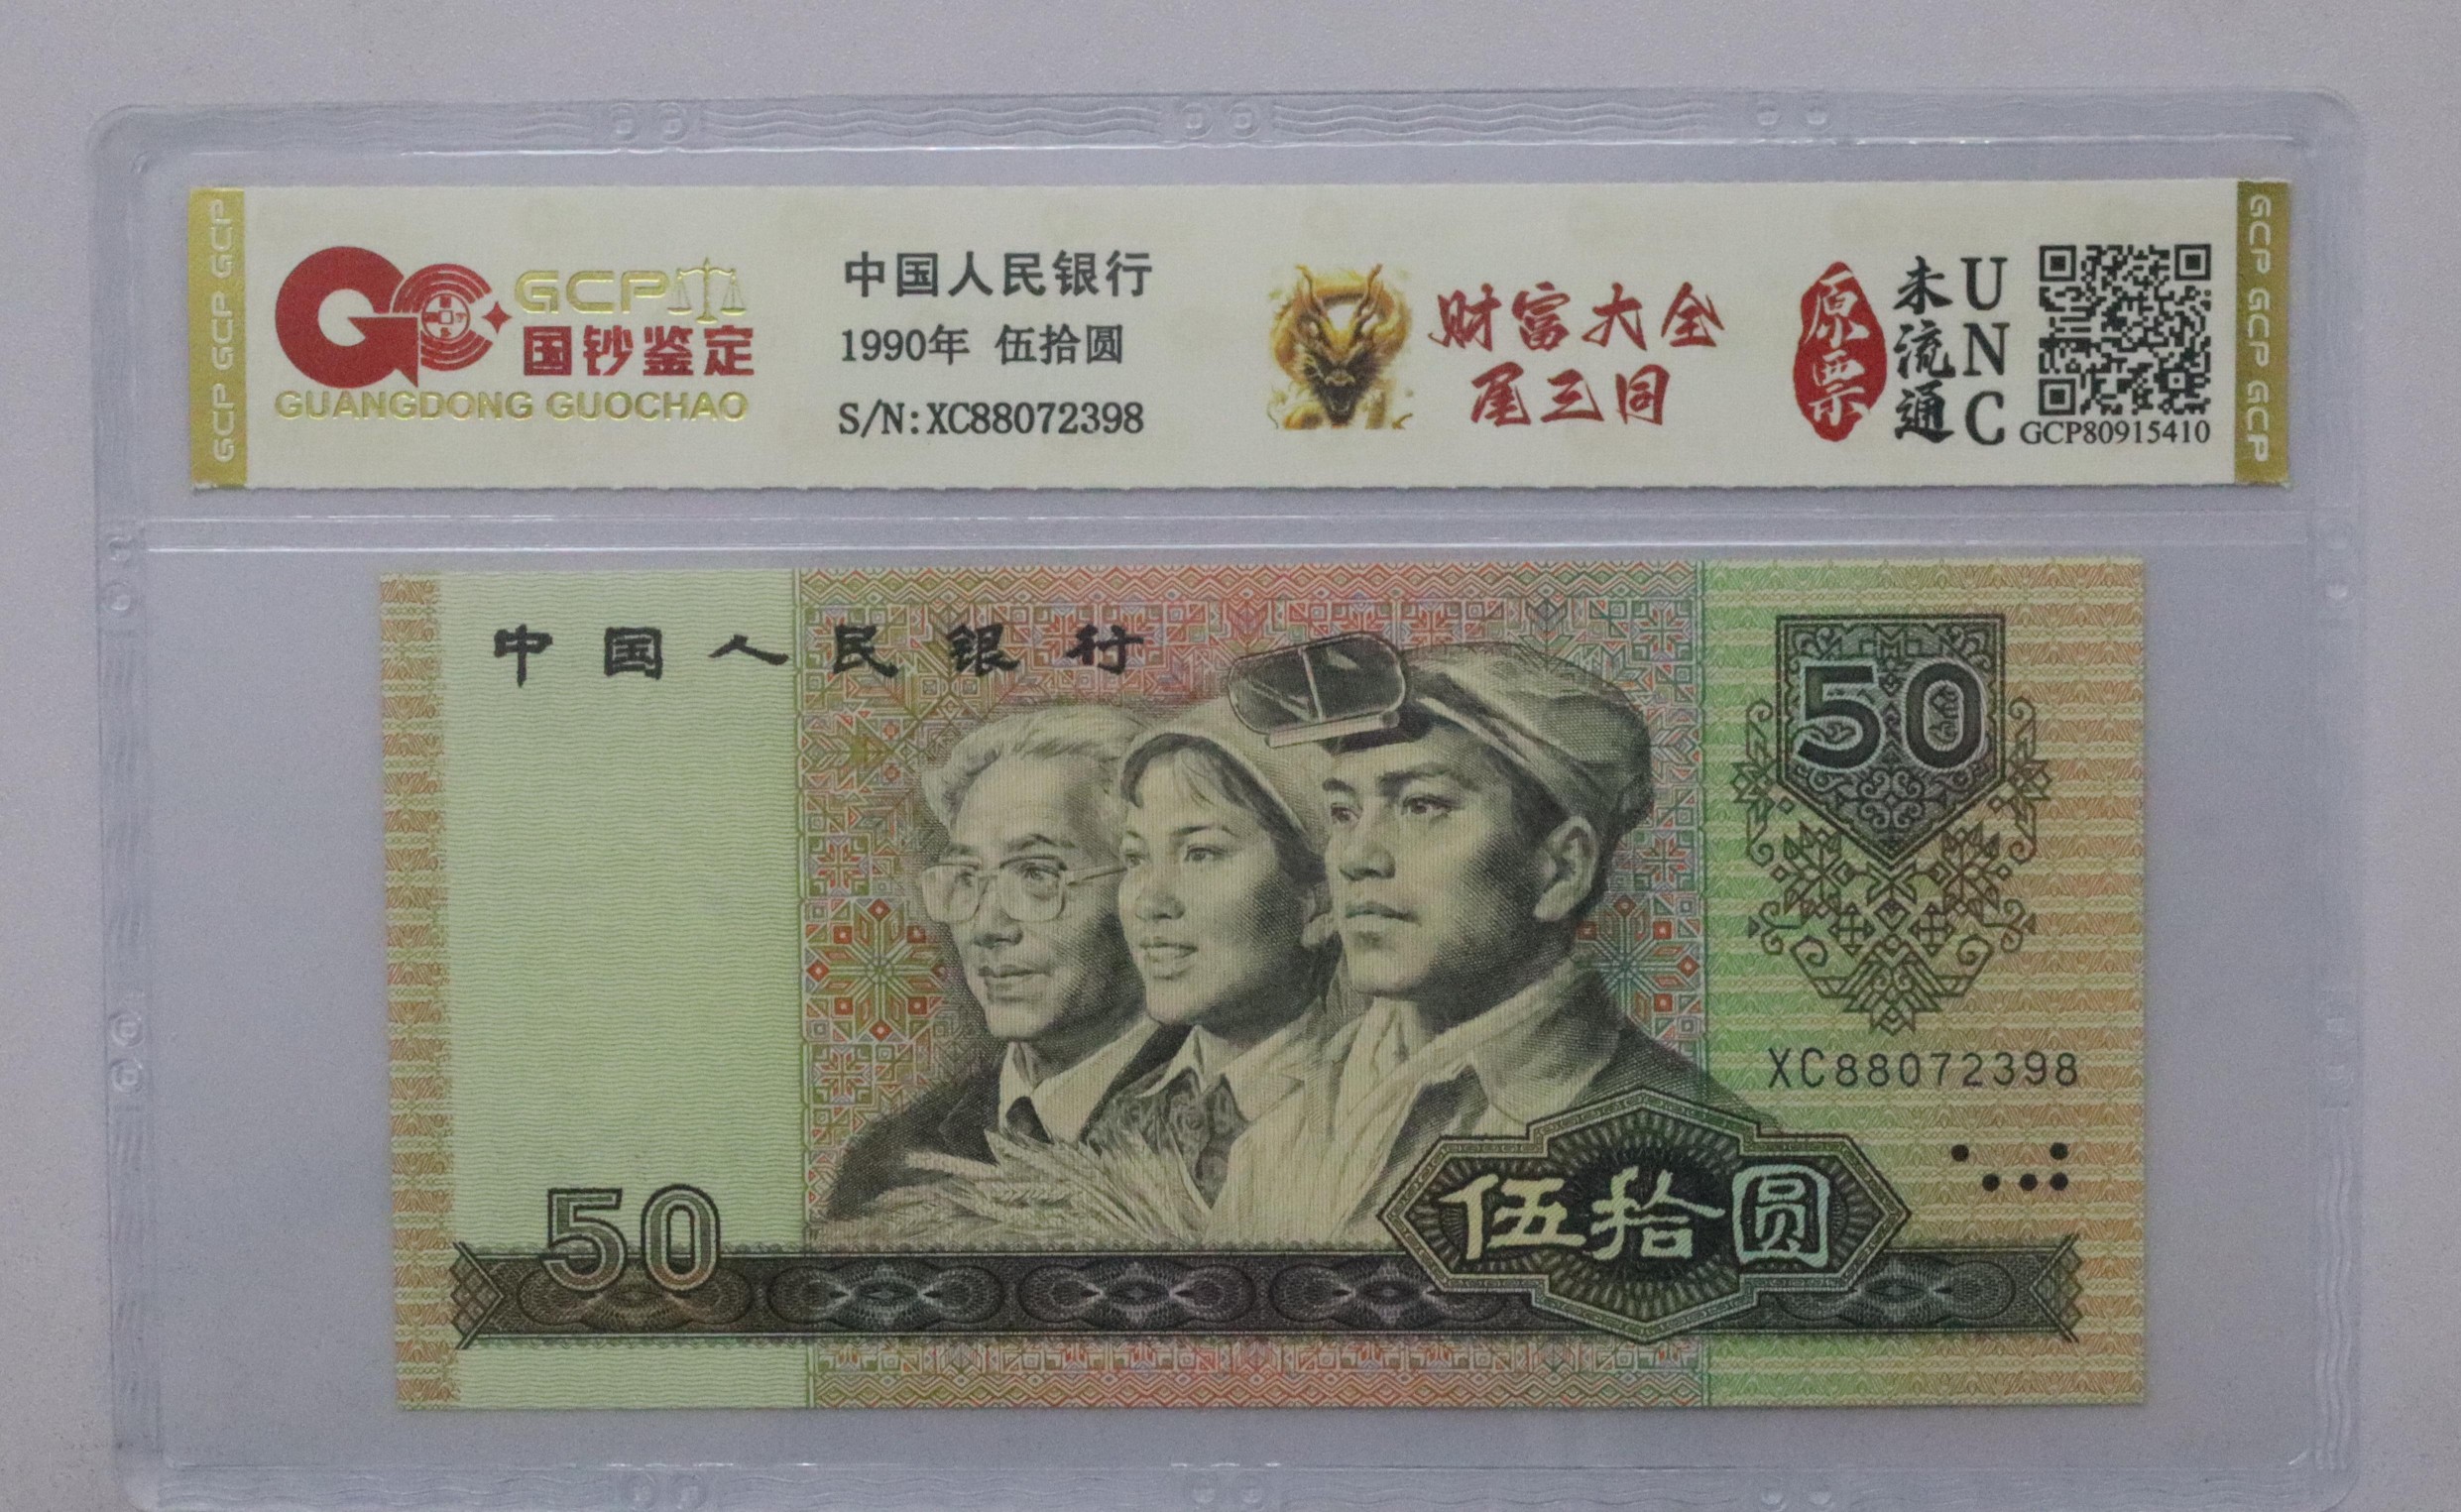 GCP GCP GCP
GCP
国钞鉴定
GUANGDONG GUOCHAO
中国人民银行
1990年 伍拾圆
S/N:XC88072398
财富大全
尾三同
原票
未流通
UNC
GCP80915410
GCP GCP GCP
中国人民银行
50
XC88072398
50
伍拾圆